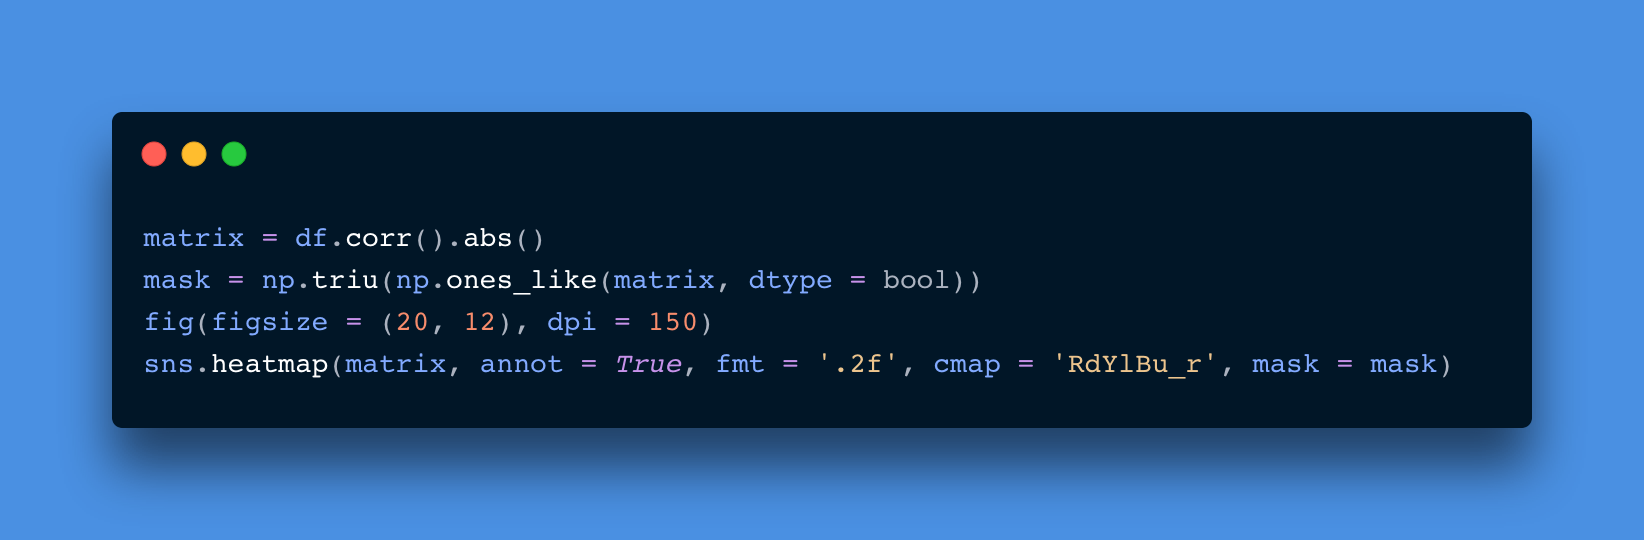 matrix = df.corr().abs()
mask = np.triu(np.ones_like(matrix, dtype = bool))
fig(figsize = (20, 12), dpi = 150)
sns.heatmap(matrix, annot = True, fmt = '.2f', cmap = 'RdYlBu_r', mask = mask)